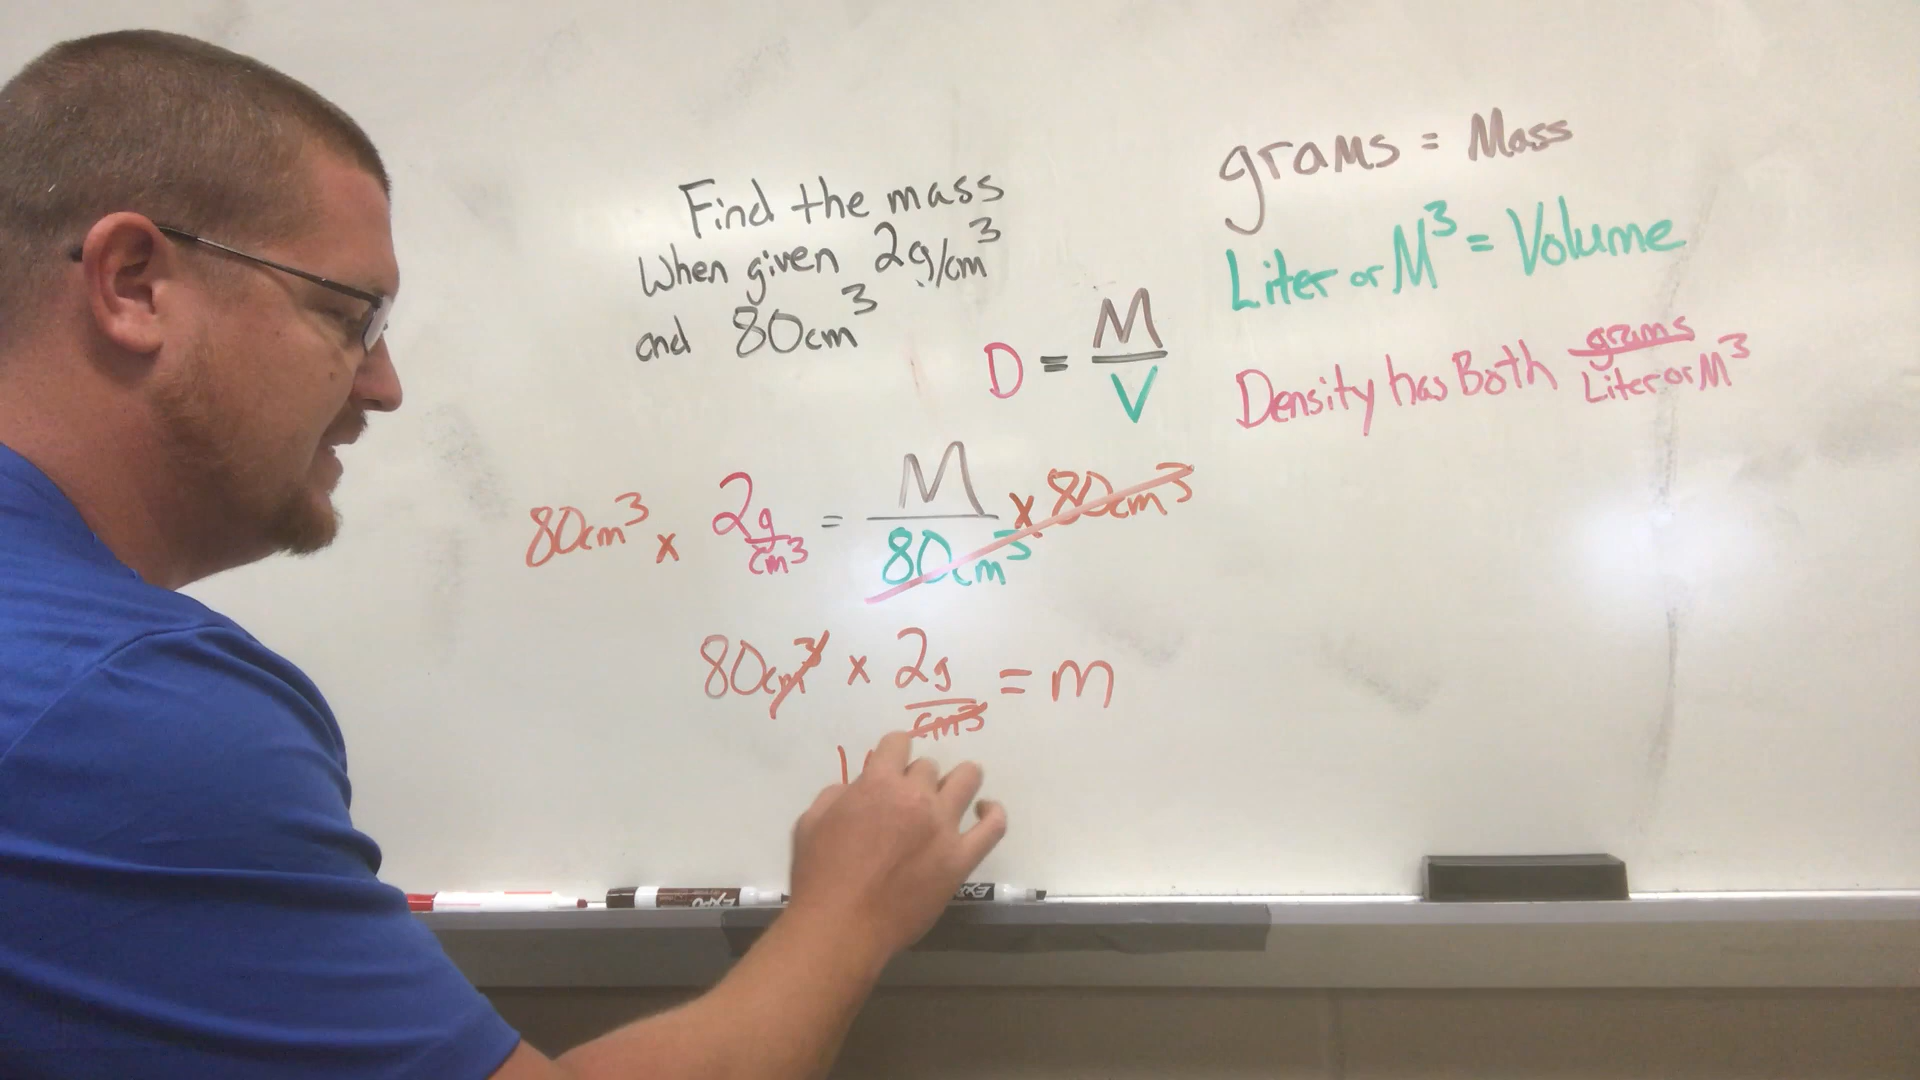 Find the mass
When given 2g/cm³
and 80cm³
D = M/V
grams = Mass
Liter or M³ = Volume
Density has Both grams/Liter or M³
80cm³ x 2g/cm³ = M/80cm³ x 80cm³
80cm³ x 2g/cm³ = m
EXPO